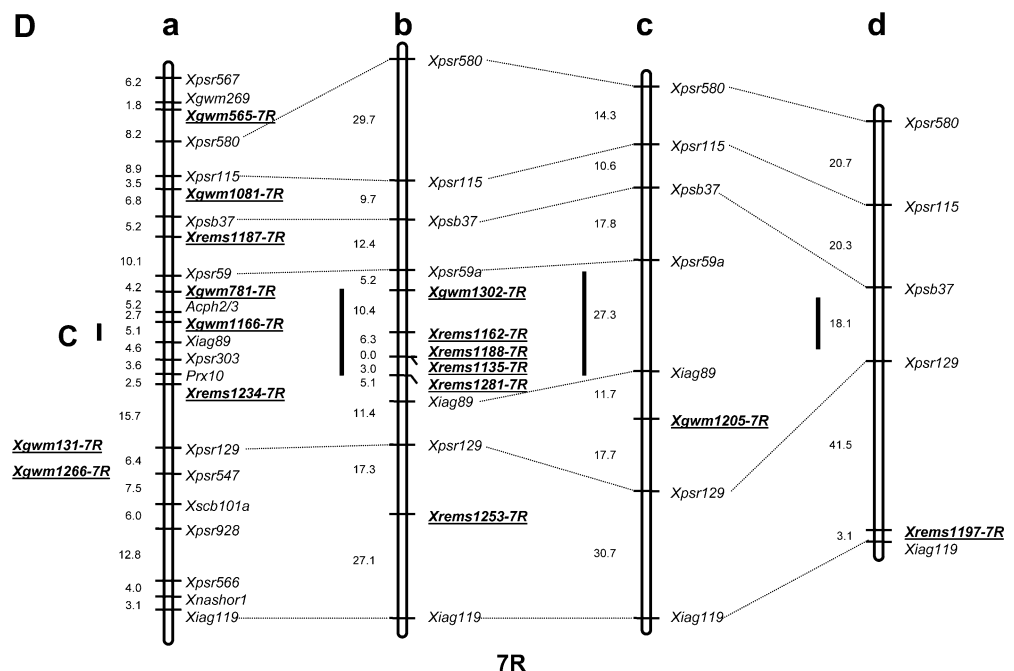 D a b c d
6.2
1.8
8.2
8.9
3.5
6.8
5.2
10.1
4.2
5.2
2.7
5.1
4.6
3.6
2.5
15.7
6.4
7.5
6.0
12.8
4.0
3.1
Xpsr567
Xgwm269
Xgwm565-7R
Xpsr580
Xpsr115
Xgwm1081-7R
Xpsb37
Xrems1187-7R
Xpsr59
Xgwm781-7R
Acph2/3
Xgwm1166-7R
Xiag89
Xpsr303
Prx10
Xrems1234-7R
Xpsr129
Xpsr547
Xscb101a
Xpsr928
Xpsr566
Xnashor1
Xiag119
C
Xgwm131-7R
Xgwm1266-7R
29.7
9.7
12.4
5.2
10.4
6.3
0.0
3.0
5.1
11.4
17.3
27.1
Xpsr580
Xpsr115
Xpsb37
Xpsr59a
Xgwm1302-7R
Xrems1162-7R
Xrems1188-7R
Xrems1135-7R
Xrems1281-7R
Xiag89
Xpsr129
Xrems1253-7R
Xiag119
14.3
10.6
17.8
27.3
11.7
17.7
30.7
Xpsr580
Xpsr115
Xpsb37
Xpsr59a
Xiag89
Xgwm1205-7R
Xpsr129
Xiag119
20.7
20.3
18.1
41.5
3.1
Xpsr580
Xpsr115
Xpsb37
Xpsr129
Xrems1197-7R
Xiag119
7R